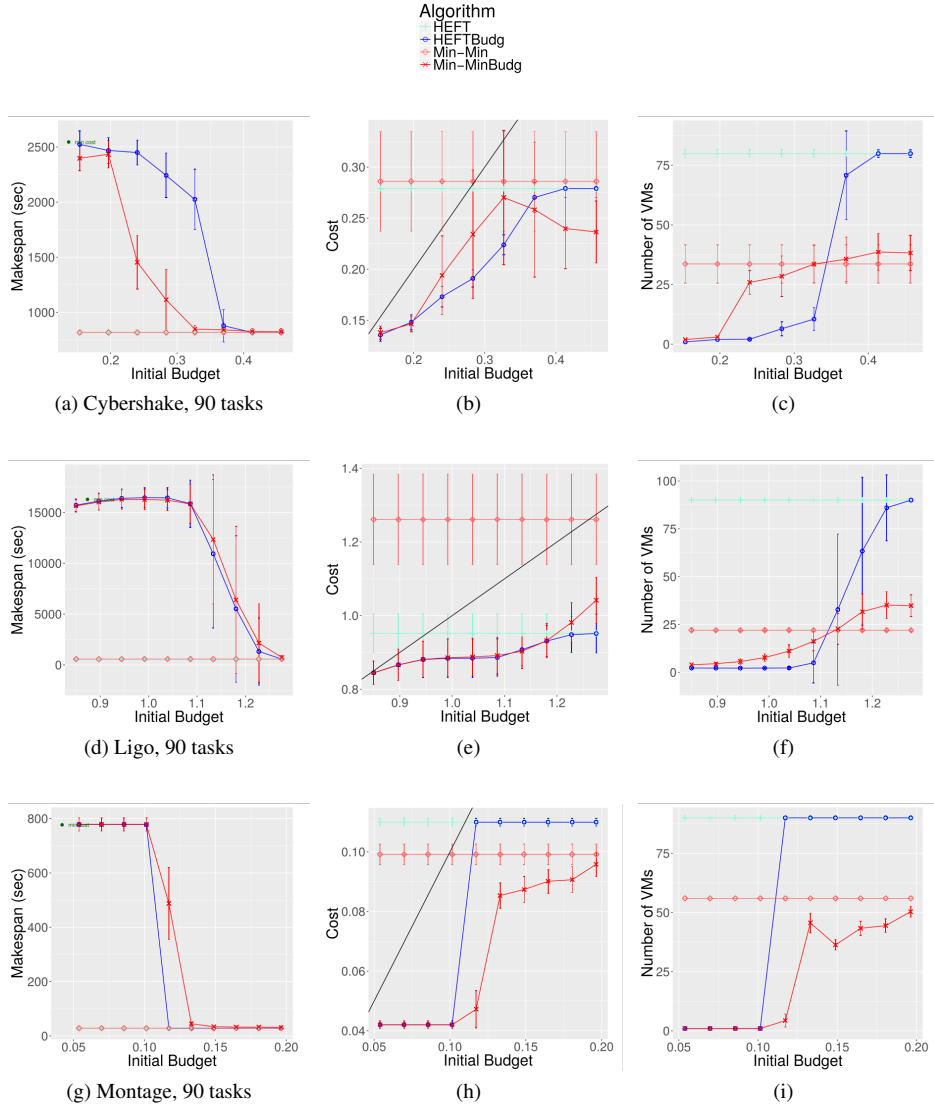 Algorithm
HEFT
HEFTBudg
Min−Min
Min−MinBudg
Makespan (sec)
2500
2000
1500
1000
min cost
0.2
0.3
0.4
Initial Budget
(a) Cybershake, 90 tasks
Cost
0.30
0.25
0.20
0.15
0.2
0.3
0.4
Initial Budget
(b)
Number of VMs
75
50
25
0
0.2
0.3
0.4
Initial Budget
(c)
Makespan (sec)
15000
10000
5000
0
0.9
1.0
1.1
1.2
Initial Budget
(d) Ligo, 90 tasks
Cost
1.4
1.2
1.0
0.8
0.9
1.0
1.1
1.2
Initial Budget
(e)
Number of VMs
100
75
50
25
0
0.9
1.0
1.1
1.2
Initial Budget
(f)
Makespan (sec)
800
600
400
200
0
0.05
0.10
0.15
0.20
Initial Budget
(g) Montage, 90 tasks
Cost
0.10
0.08
0.06
0.04
0.05
0.10
0.15
0.20
Initial Budget
(h)
Number of VMs
75
50
25
0
0.05
0.10
0.15
0.20
Initial Budget
(i)